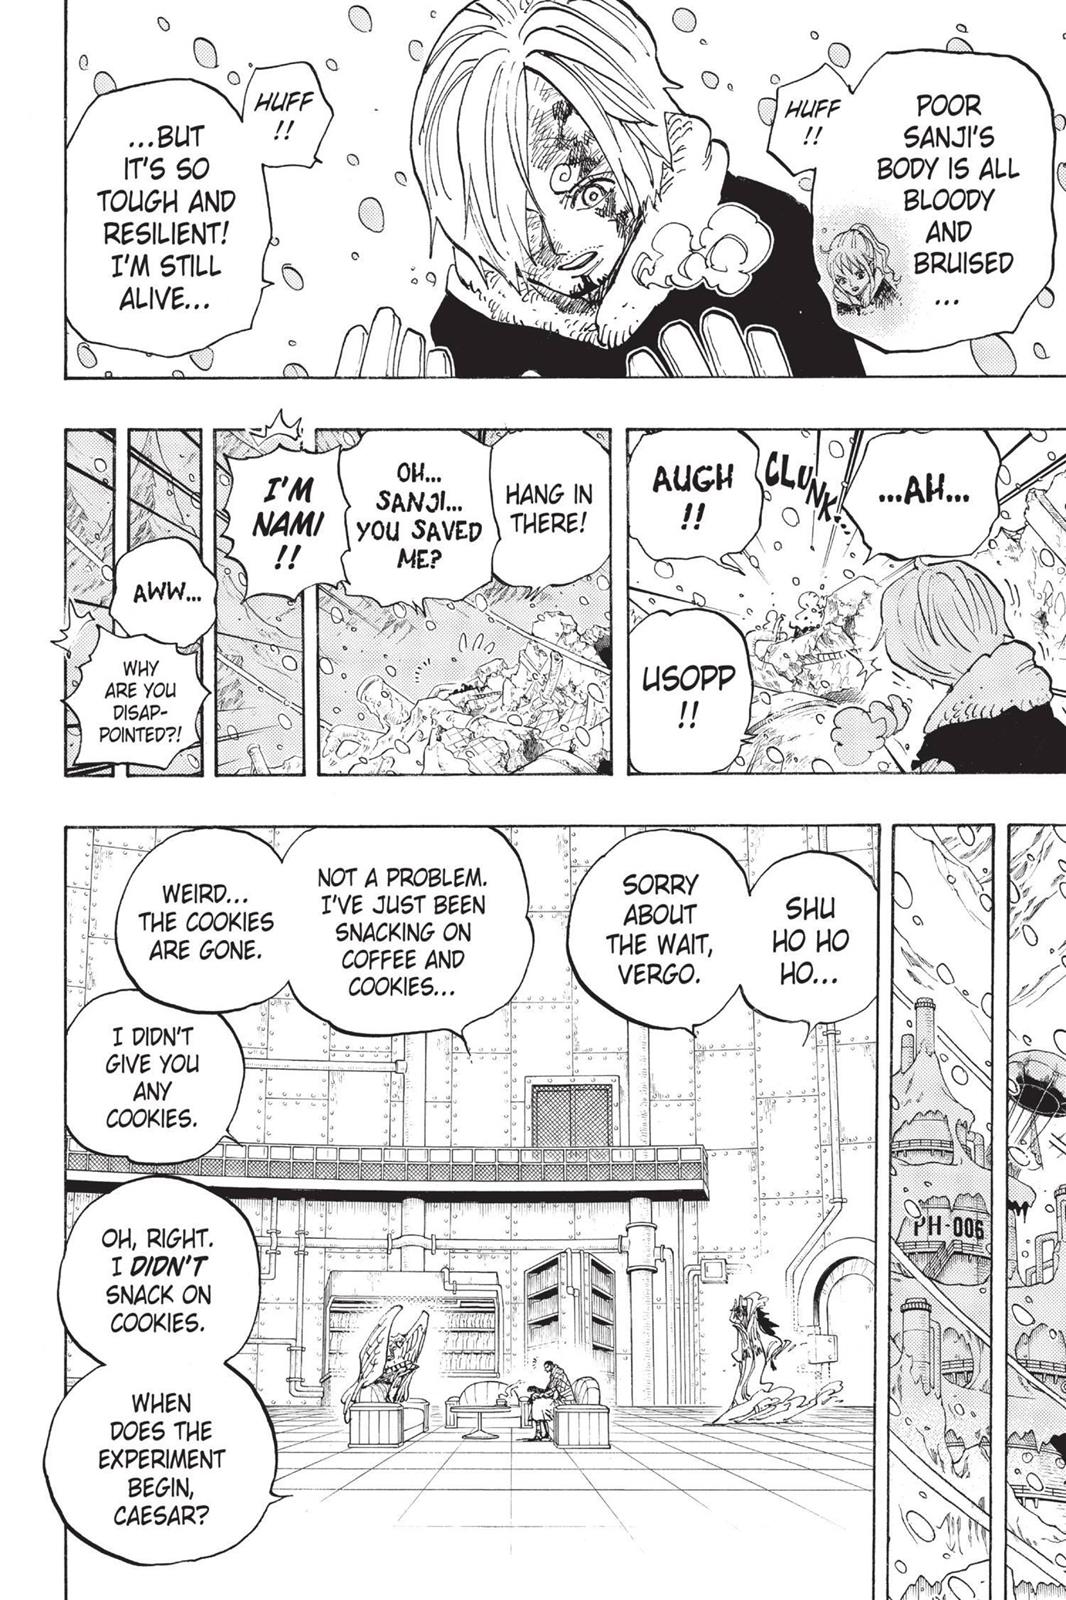 POOR
SANJI'S
BODY IS ALL
BLOODY
AND
BRUISED
...
HUFF
!!
HUFF
!!
...BUT
IT'S SO
TOUGH AND
RESILIENT!
I'M STILL
ALIVE...
...AH...
CLUNK...
AUGH
!!
USOPP
!!
HANG IN
THERE!
OH...
SANJI...
YOU SAVED
ME?
I'M
NAMI
!!
AWW...
WHY
ARE YOU
DISAP-
POINTED?!
PH-006
SHU
HO HO
HO...
SORRY
ABOUT
THE WAIT,
VERGO.
NOT A PROBLEM.
I'VE JUST BEEN
SNACKING ON
COFFEE AND
COOKIES...
WEIRD...
THE COOKIES
ARE GONE.
I DIDN'T
GIVE YOU
ANY
COOKIES.
OH, RIGHT.
I DIDN'T
SNACK ON
COOKIES.
WHEN
DOES THE
EXPERIMENT
BEGIN,
CAESAR?